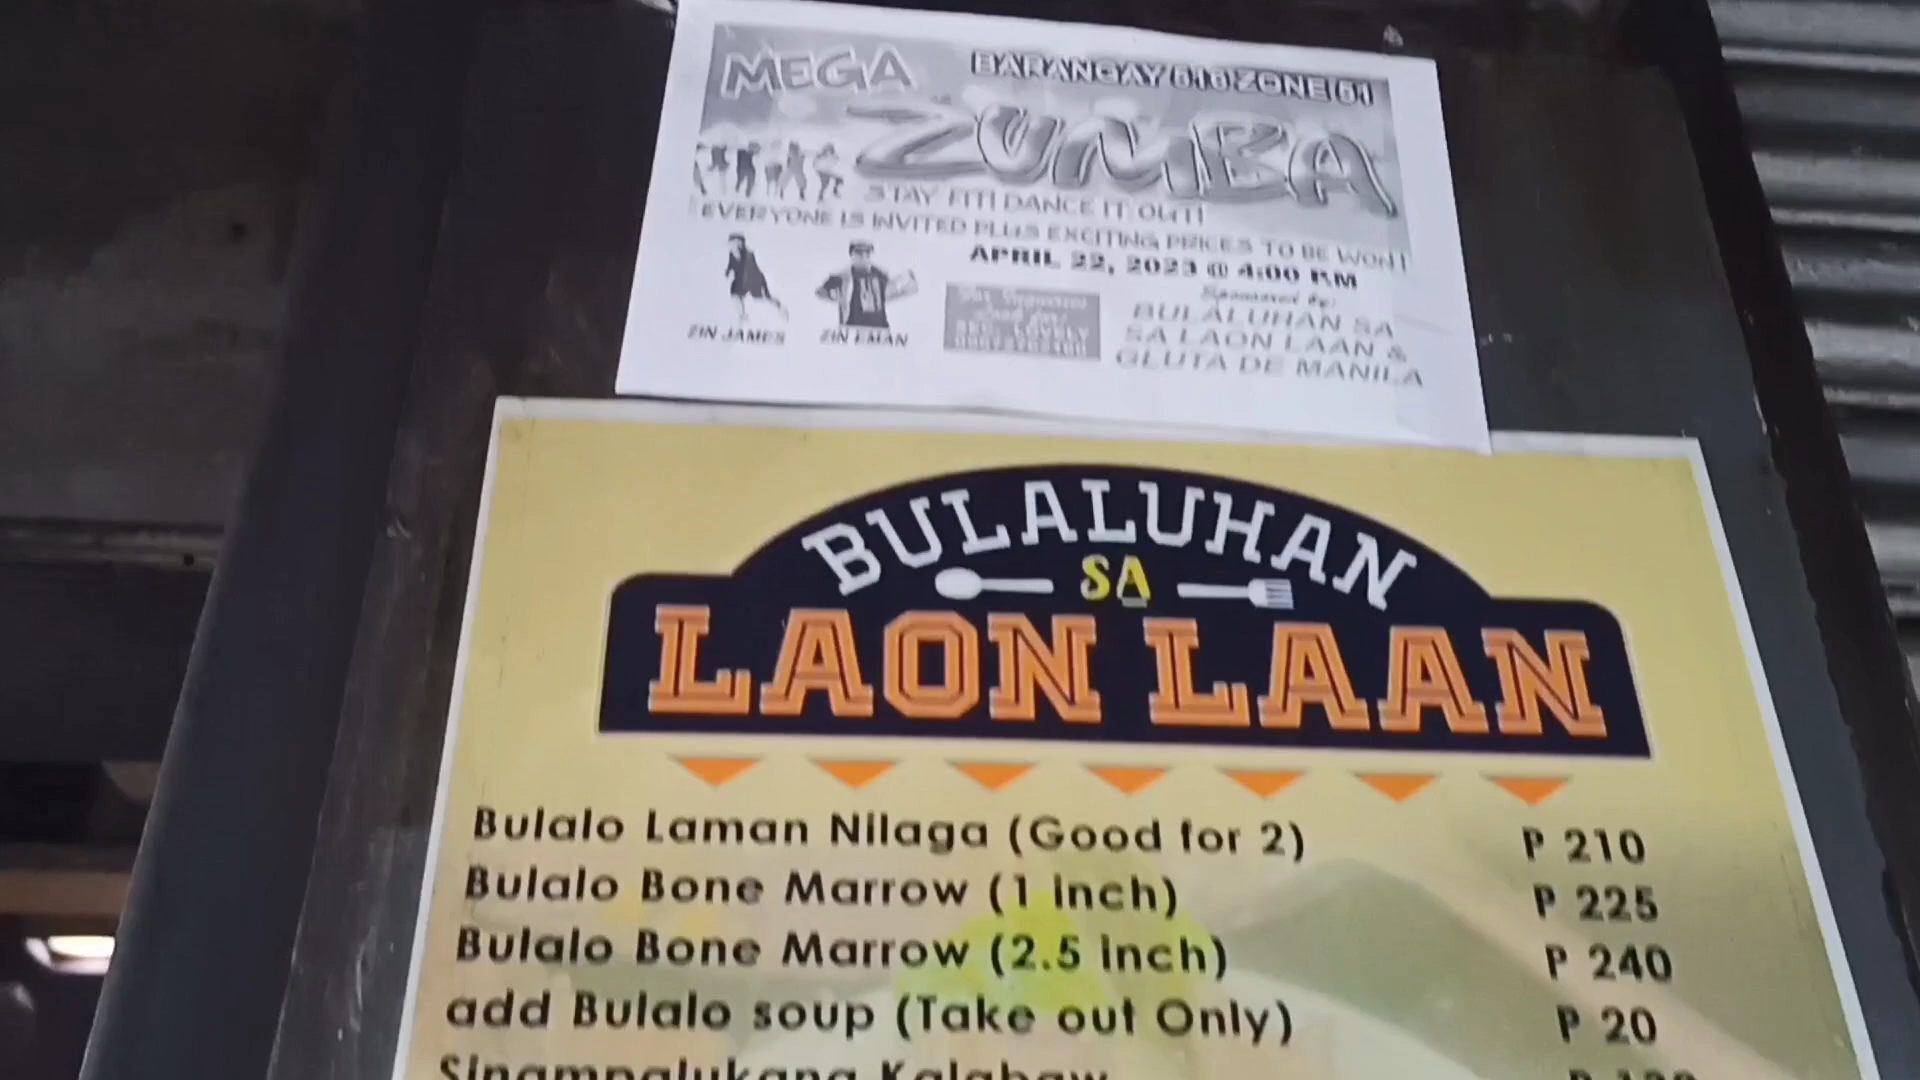 MEGA
BARANGAY 616 ZONE 61
ZUMBA
STAY FIT! DANCE IT OUT!
EVERYONE IS INVITED PLUS EXCITING PRICES TO BE WON!
APRIL 22, 2023 @ 4:00 PM
ZIN JAMES
ZIN EMAN
Sponsored by:
BULALUHAN SA
SA LAON LAAN &
GLUTA DE MANILA
BULALUHAN
SA
LAON LAAN
Bulalo Laman Nilaga (Good for 2) P 210
Bulalo Bone Marrow (1 inch) P 225
Bulalo Bone Marrow (2.5 inch) P 240
add Bulalo soup (Take out Only) P 20
Sinampalukang Kalabaw